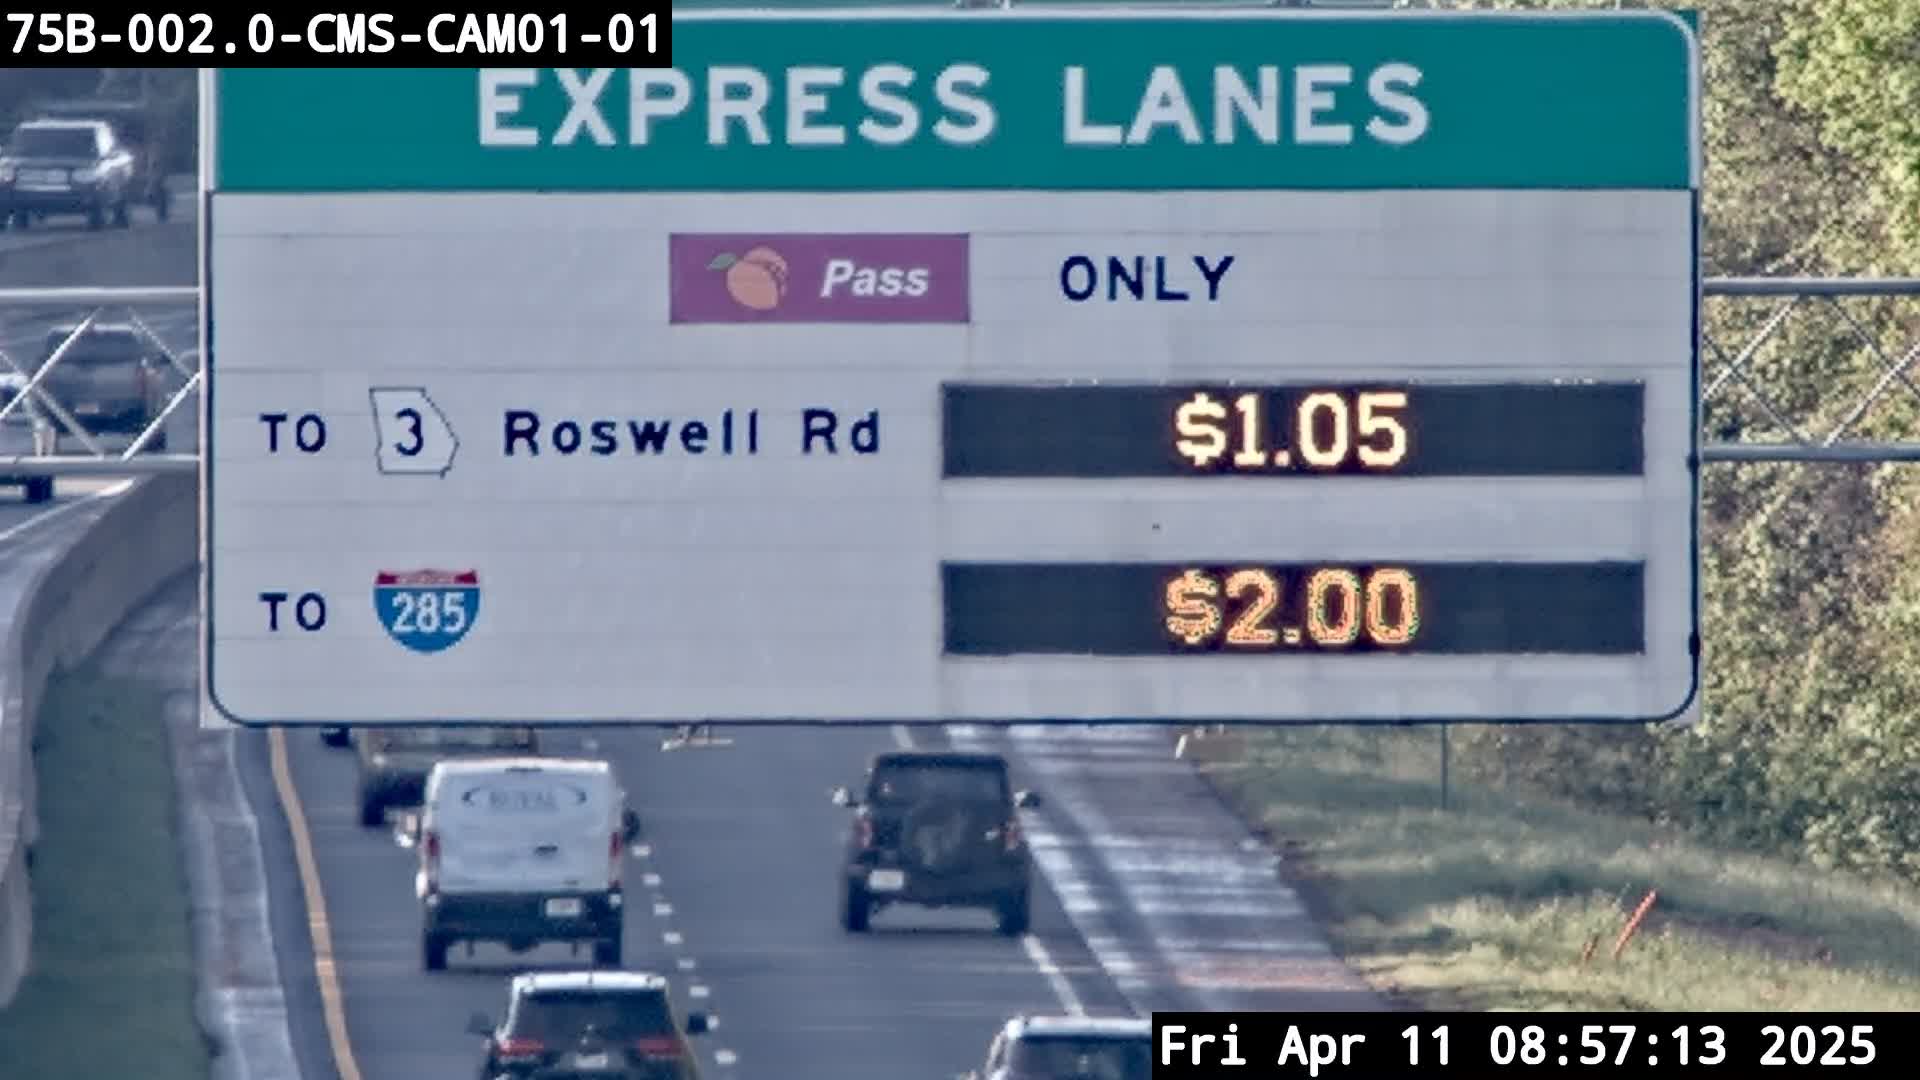 75B-002.0-CMS-CAM01-01
EXPRESS LANES
Pass ONLY
TO 3 Roswell Rd $1.05
TO 285 $2.00
Fri Apr 11 08:57:13 2025